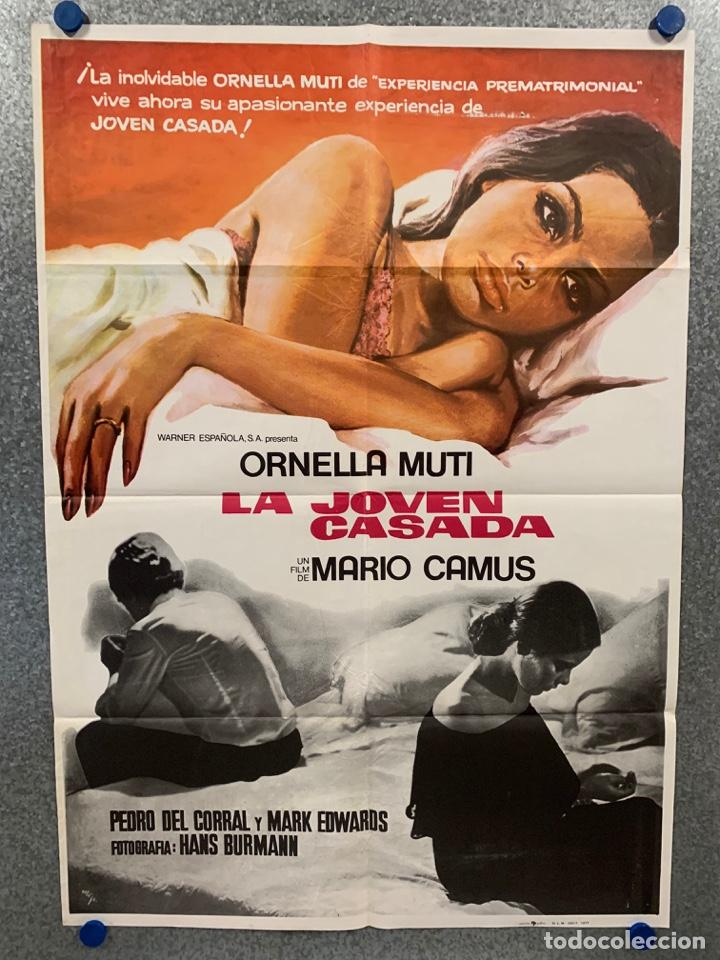 ¡La inolvidable ORNELLA MUTI de "EXPERIENCIA PREMATRIMONIAL"
vive ahora su apasionante experiencia de
JOVEN CASADA!
WARNER ESPAÑOLA, S.A. presenta
ORNELLA MUTI
LA JOVEN
CASADA
UN
FILM
DE
MARIO CAMUS
PEDRO DEL CORRAL Y MARK EDWARDS
FOTOGRAFIA: HANS BURMANN
todocoleccion